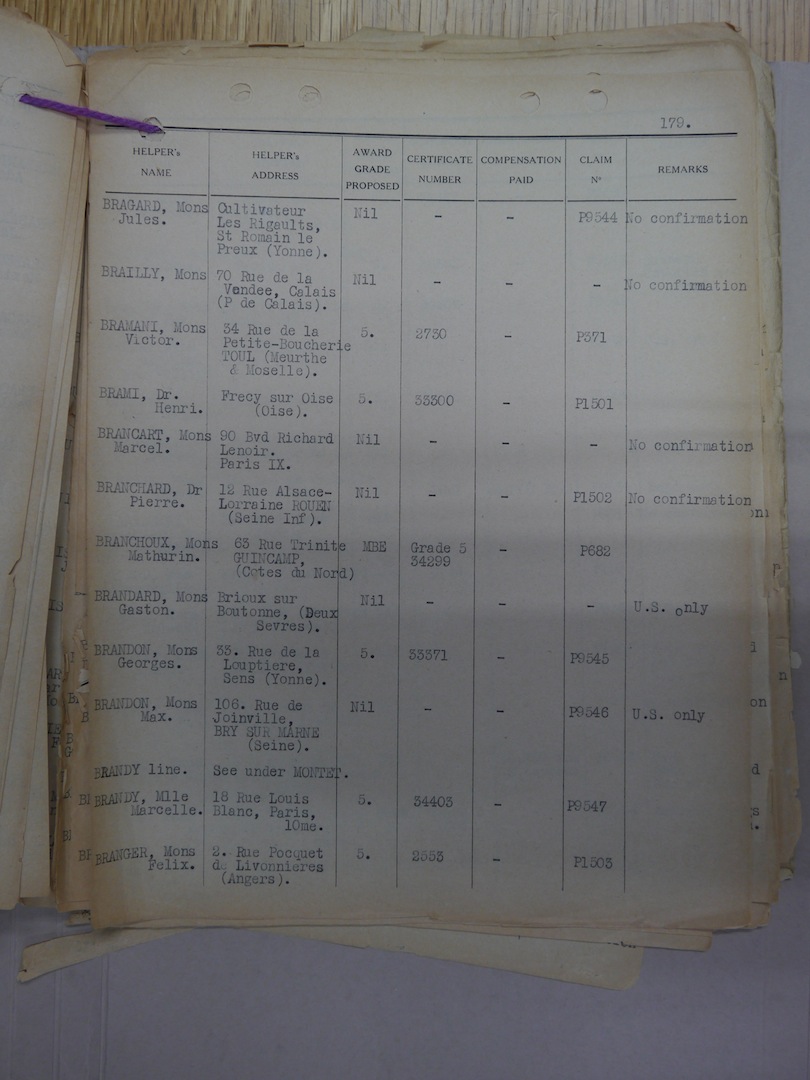 179.
HELPER's NAME | HELPER's ADDRESS | AWARD GRADE PROPOSED | CERTIFICATE NUMBER | COMPENSATION PAID | CLAIM Nº | REMARKS
BRAGARD, Mons Cultivateur Nil - - P9544 No confirmation
Jules. Les Rigaults,
St Romain le
Preux (Yonne).
BRAILLY, Mons 70 Rue de la Nil - - - No confirmation
Vendee, Calais
(P de Calais).
BRAMANI, Mons 34 Rue de la 5. 2730 - P371
Victor. Petite-Boucherie
TOUL (Meurthe
& Moselle).
BRAMI, Dr. Frecy sur Oise 5. 33300 - P1501
Henri. (Oise).
BRANCART, Mons 90 Bvd Richard Nil - - - No confirmation
Marcel. Lenoir.
Paris IX.
BRANCHARD, Dr 12 Rue Alsace- Nil - - P1502 No confirmation
Pierre. Lorraine ROUEN
(Seine Inf).
BRANCHOUX, Mons 63 Rue Trinite MBE Grade 5 - P682
Mathurin. GUINCAMP, 34299
(Cotes du Nord)
BRANDARD, Mons Brioux sur Nil - - - U.S. only
Gaston. Boutonne, (Deux
Sevres).
BRANDON, Mons 33. Rue de la 5. 33371 - P9545
Georges. Louptiere,
Sens (Yonne).
BRANDON, Mons 106. Rue de Nil - - P9546 U.S. only
Max. Joinville,
BRY SUR MARNE
(Seine).
BRANDY line. See under MONTET.
BRANDY, Mlle 18 Rue Louis 5. 34403 - P9547
Marcelle. Blanc, Paris,
10me.
BRANGER, Mons 2. Rue Pocquet 5. 2553 - P1503
Felix. de Livonnieres
(Angers).